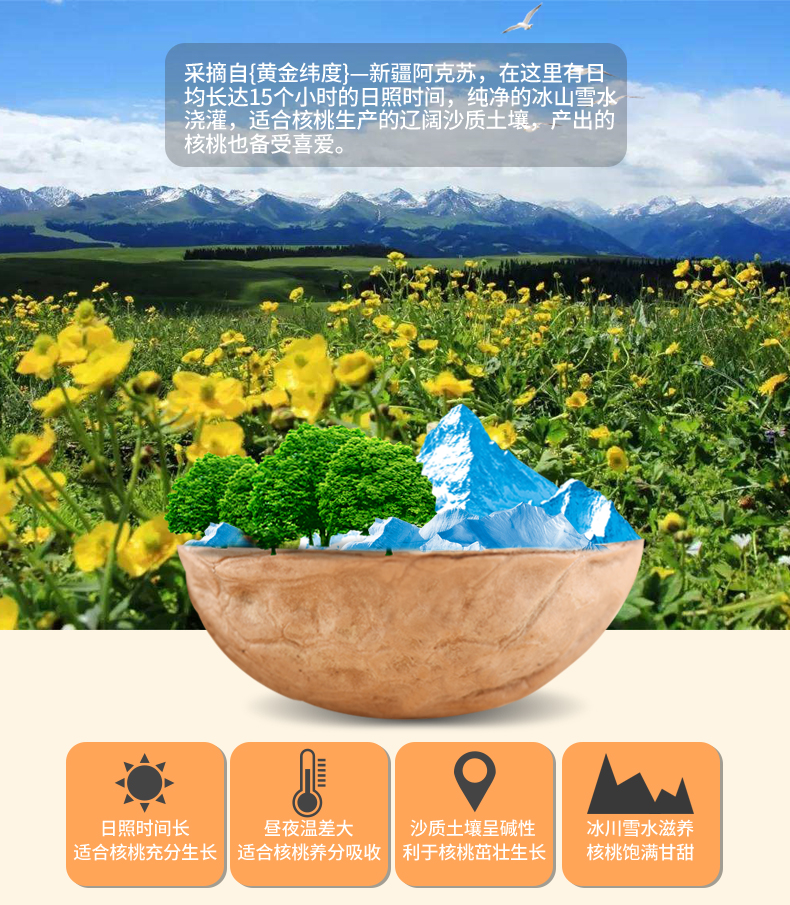 采摘自{黄金纬度}—新疆阿克苏，在这里有日
均长达15个小时的日照时间，纯净的冰山雪水
浇灌，适合核桃生产的辽阔沙质土壤，产出的
核桃也备受喜爱。
日照时间长
适合核桃充分生长
昼夜温差大
适合核桃养分吸收
沙质土壤呈碱性
利于核桃茁壮生长
冰川雪水滋养
核桃饱满甘甜